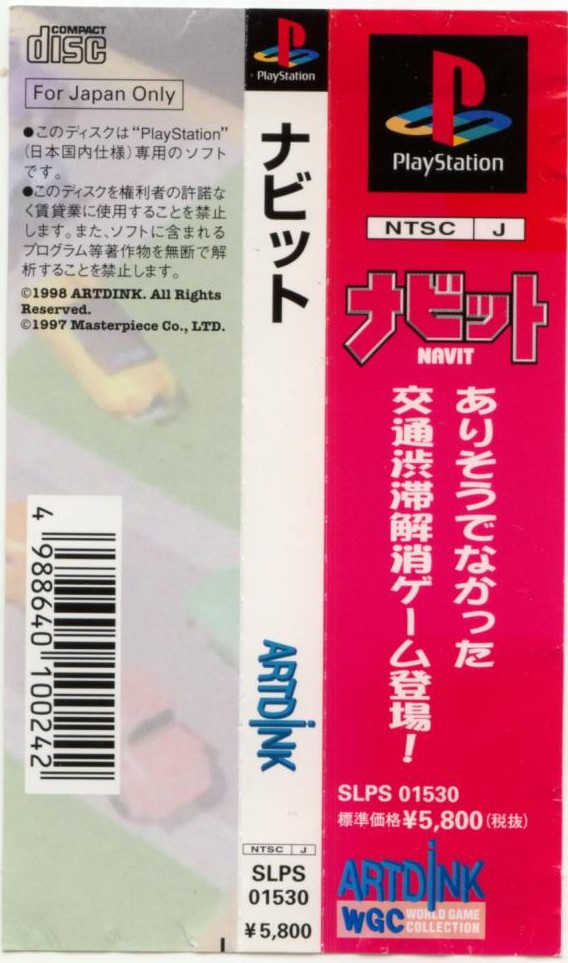 COMPACT
disc
For Japan Only
●このディスクは“PlayStation”
(日本国内仕様)専用のソフト
です。
●このディスクを権利者の許諾な
く賃貸業に使用することを禁止
します。また、ソフトに含まれる
プログラム等著作物を無断で解
析することを禁止します。
©1998 ARTDINK. All Rights
Reserved.
©1997 Masterpiece Co., LTD.
4 988640 100242
PlayStation
ナビット
ARTDINK
NTSC J
SLPS
01530
¥5,800
PlayStation
NTSC J
ナビット
NAVIT
ありそうでなかった
交通渋滞解消ゲーム登場!
SLPS 01530
標準価格¥5,800(税抜)
ARTDINK
WGC WORLD GAME
COLLECTION